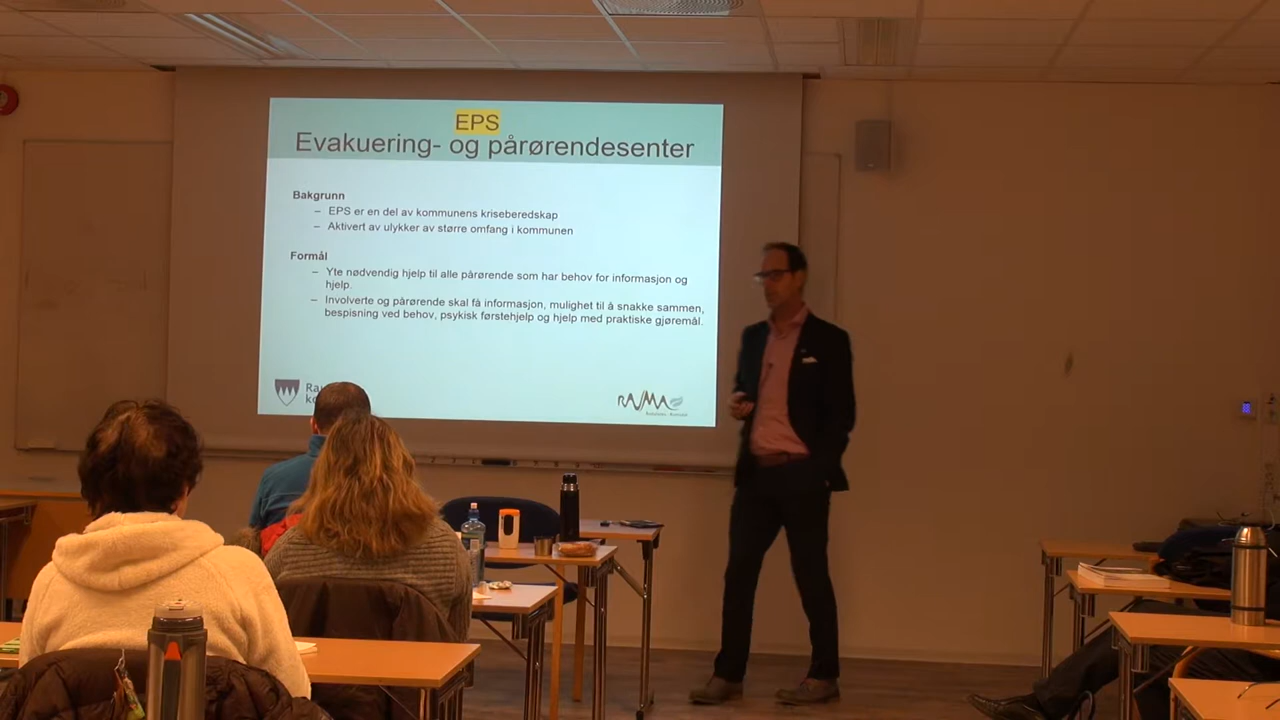 EPS
Evakuering- og pårørendesenter
Bakgrunn
– EPS er en del av kommunens kriseberedskap
– Aktivert av ulykker av større omfang i kommunen
Formål
– Yte nødvendig hjelp til alle pårørende som har behov for informasjon og
hjelp.
– Involverte og pårørende skal få informasjon, mulighet til å snakke sammen,
bespisning ved behov, psykisk førstehjelp og hjelp med praktiske gjøremål.
RAUMA